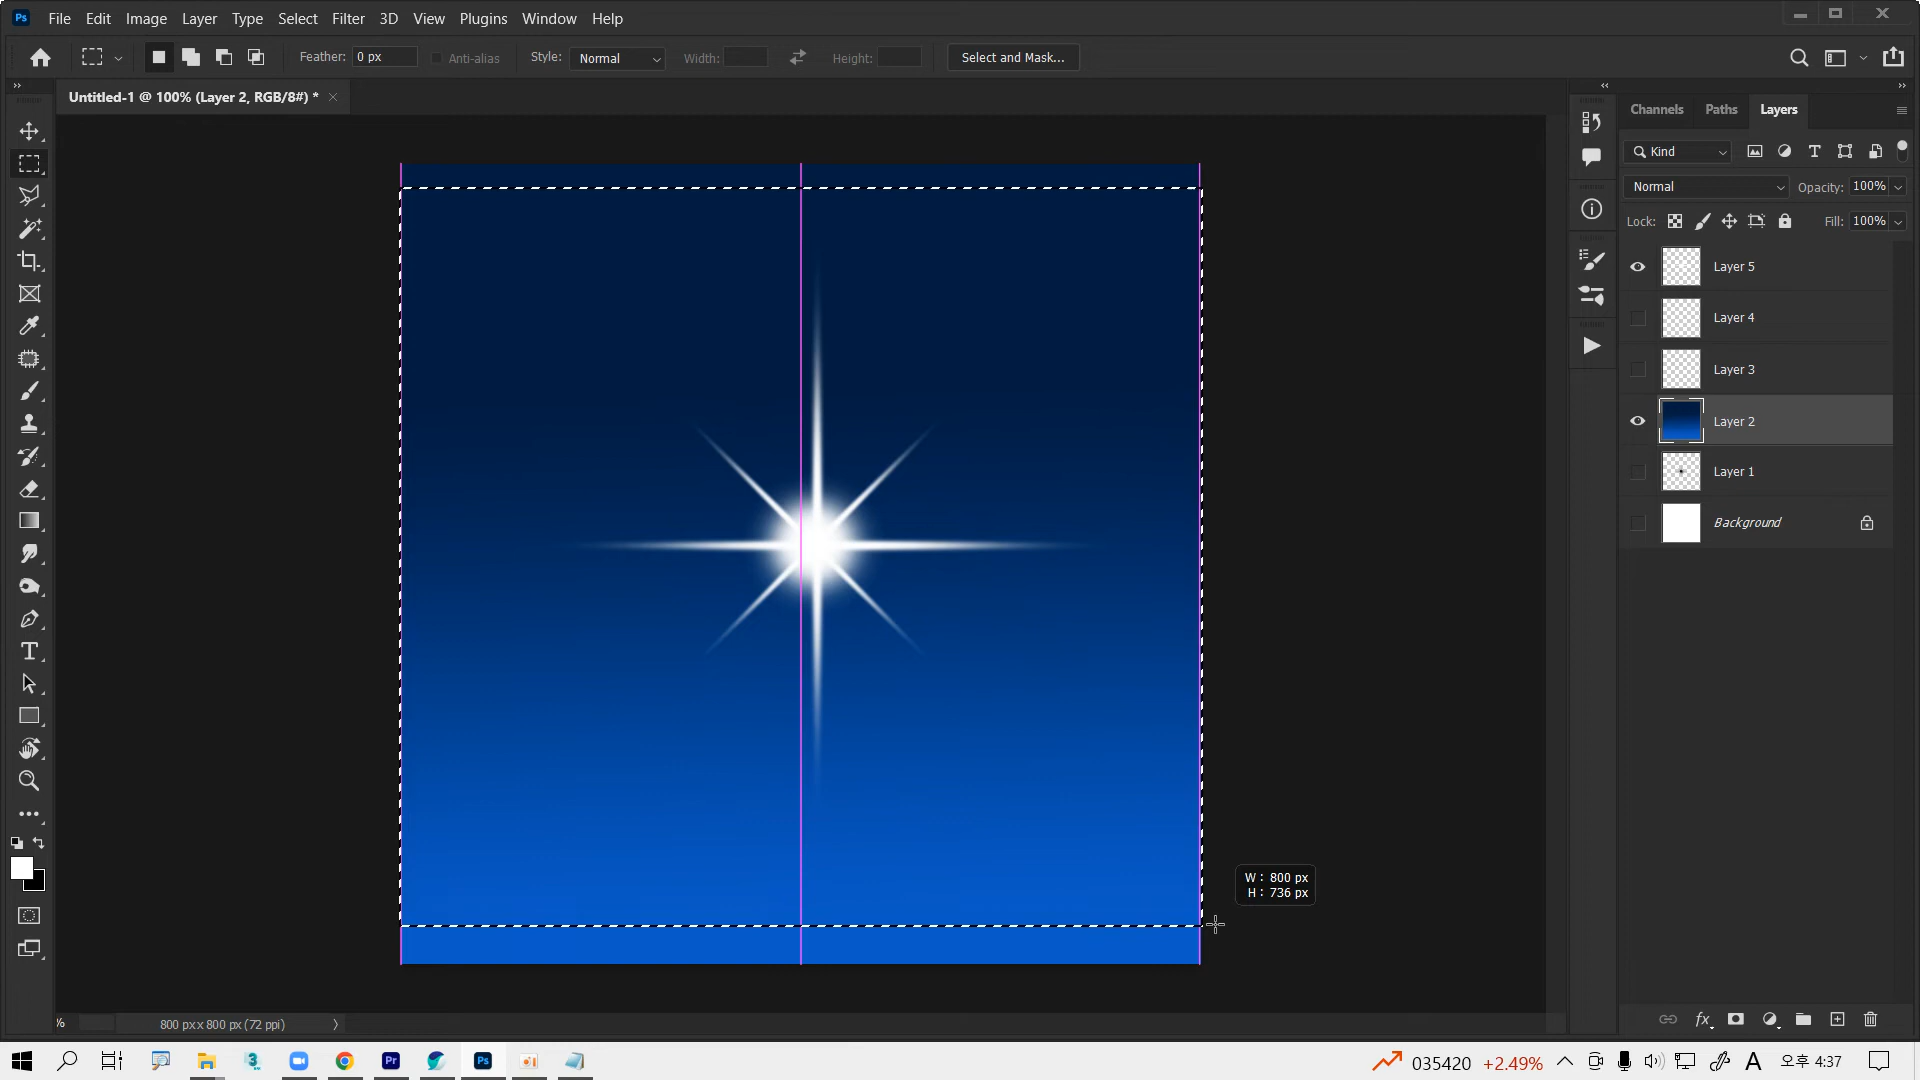 Ps File Edit Image Layer Type Select Filter 3D View Plugins Window Help
Feather: 0 px Anti-alias Style: Normal Width: Height: Select and Mask...
Untitled-1 @ 100% (Layer 2, RGB/8#) *
Channels Paths Layers
Kind
Normal Opacity: 100%
Lock: Fill: 100%
Layer 5
Layer 4
Layer 3
Layer 2
Layer 1
Background
W : 800 px
H : 736 px
% 800 px x 800 px (72 ppi)
3 Pr Ps 035420 +2.49% A 오후 4:37